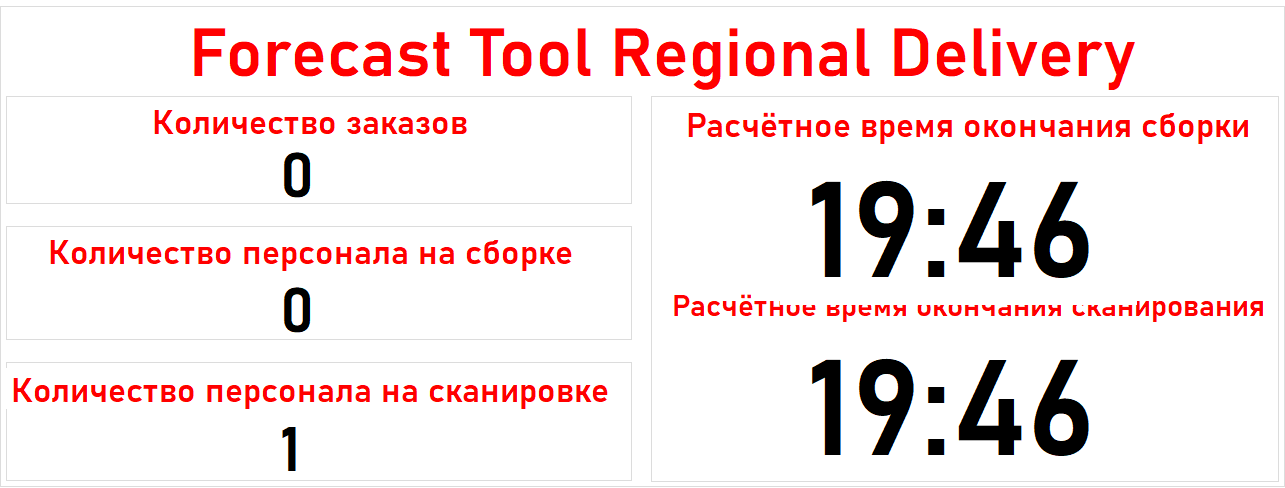 Forecast Tool Regional Delivery
Количество заказов
0
Количество персонала на сборке
0
Количество персонала на сканировке
1
Расчётное время окончания сборки
19:46
Расчётное время окончания сканирования
19:46